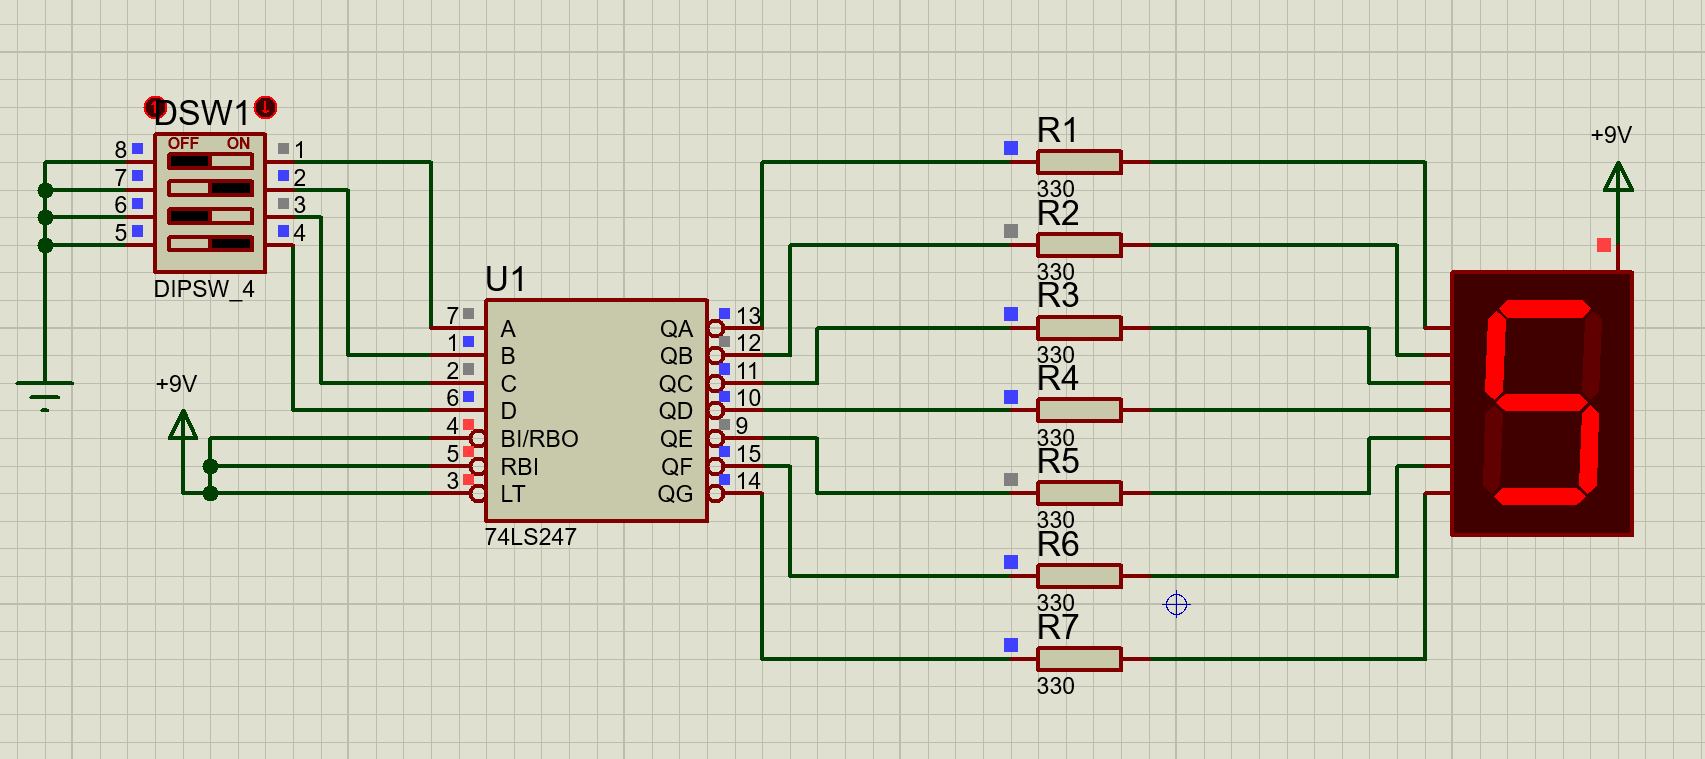 DSW1
OFF ON
8 1
7 2
6 3
5 4
DIPSW_4
+9V
U1
7 A QA 13
1 B QB 12
2 C QC 11
6 D QD 10
4 BI/RBO QE 9
5 RBI QF 15
3 LT QG 14
74LS247
R1
330
R2
330
R3
330
R4
330
R5
330
R6
330
R7
330
+9V
5